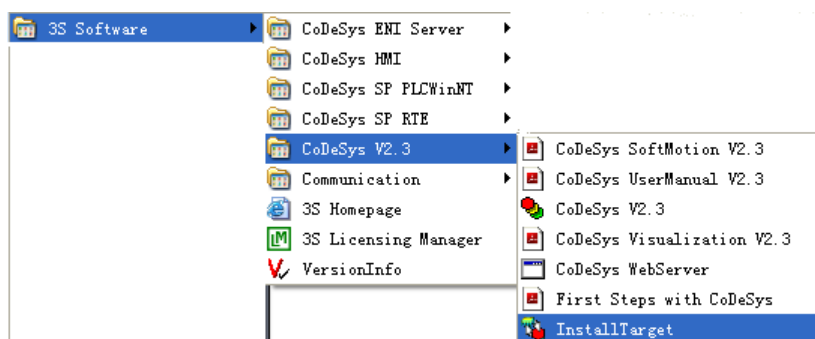 3S Software
CoDeSys ENI Server
CoDeSys HMI
CoDeSys SP PLCWinNT
CoDeSys SP RTE
CoDeSys V2.3
Communication
3S Homepage
3S Licensing Manager
VersionInfo
CoDeSys SoftMotion V2.3
CoDeSys UserManual V2.3
CoDeSys V2.3
CoDeSys Visualization V2.3
CoDeSys WebServer
First Steps with CoDeSys
InstallTarget